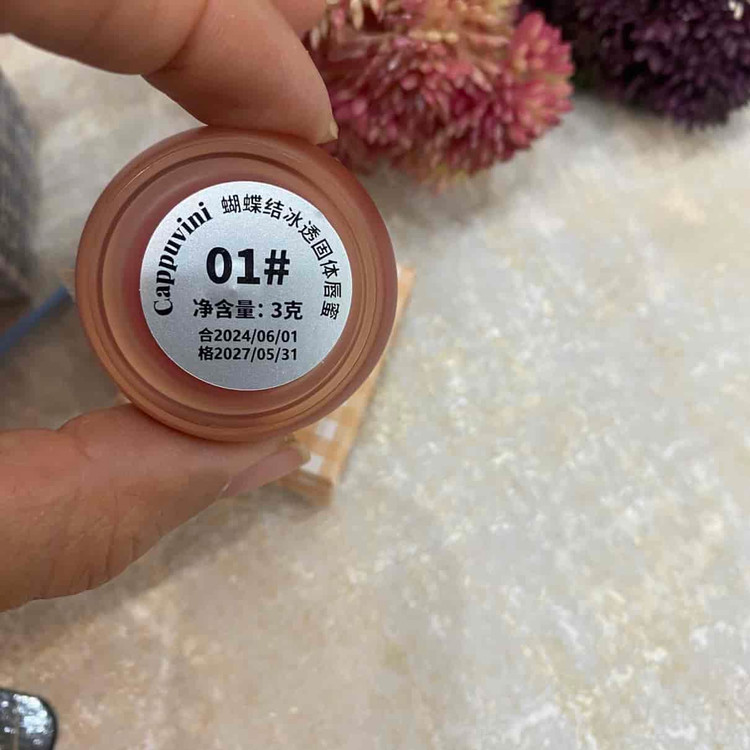 Cappuvini 蝴蝶结冰透固体唇蜜
01#
净含量：3克
合2024/06/01
格2027/05/31